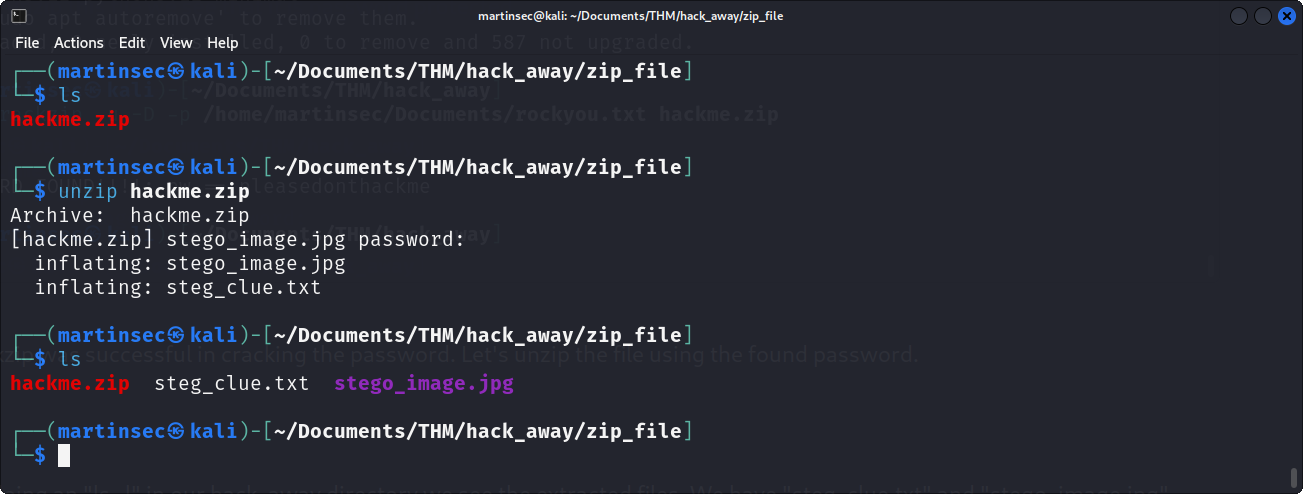 martinsec@kali: ~/Documents/THM/hack_away/zip_file
File Actions Edit View Help
┌──(martinsec㉿kali)-[~/Documents/THM/hack_away/zip_file]
└─$ ls
hackme.zip
┌──(martinsec㉿kali)-[~/Documents/THM/hack_away/zip_file]
└─$ unzip hackme.zip
Archive:  hackme.zip
[hackme.zip] stego_image.jpg password:
  inflating: stego_image.jpg
  inflating: steg_clue.txt
┌──(martinsec㉿kali)-[~/Documents/THM/hack_away/zip_file]
└─$ ls
hackme.zip  steg_clue.txt  stego_image.jpg
┌──(martinsec㉿kali)-[~/Documents/THM/hack_away/zip_file]
└─$